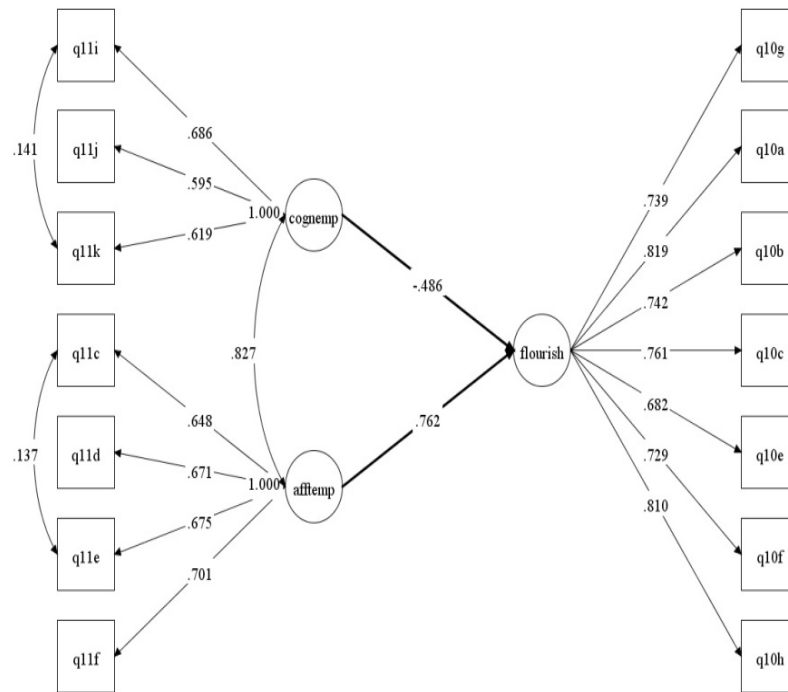 q11i
q11j
q11k
q11c
q11d
q11e
q11f
.141
.137
.686
.595
.619
1.000
cognemp
.827
.648
.671
.675
.701
1.000
afftemp
-.486
.762
flourish
.739
.819
.742
.761
.682
.729
.810
q10g
q10a
q10b
q10c
q10e
q10f
q10h